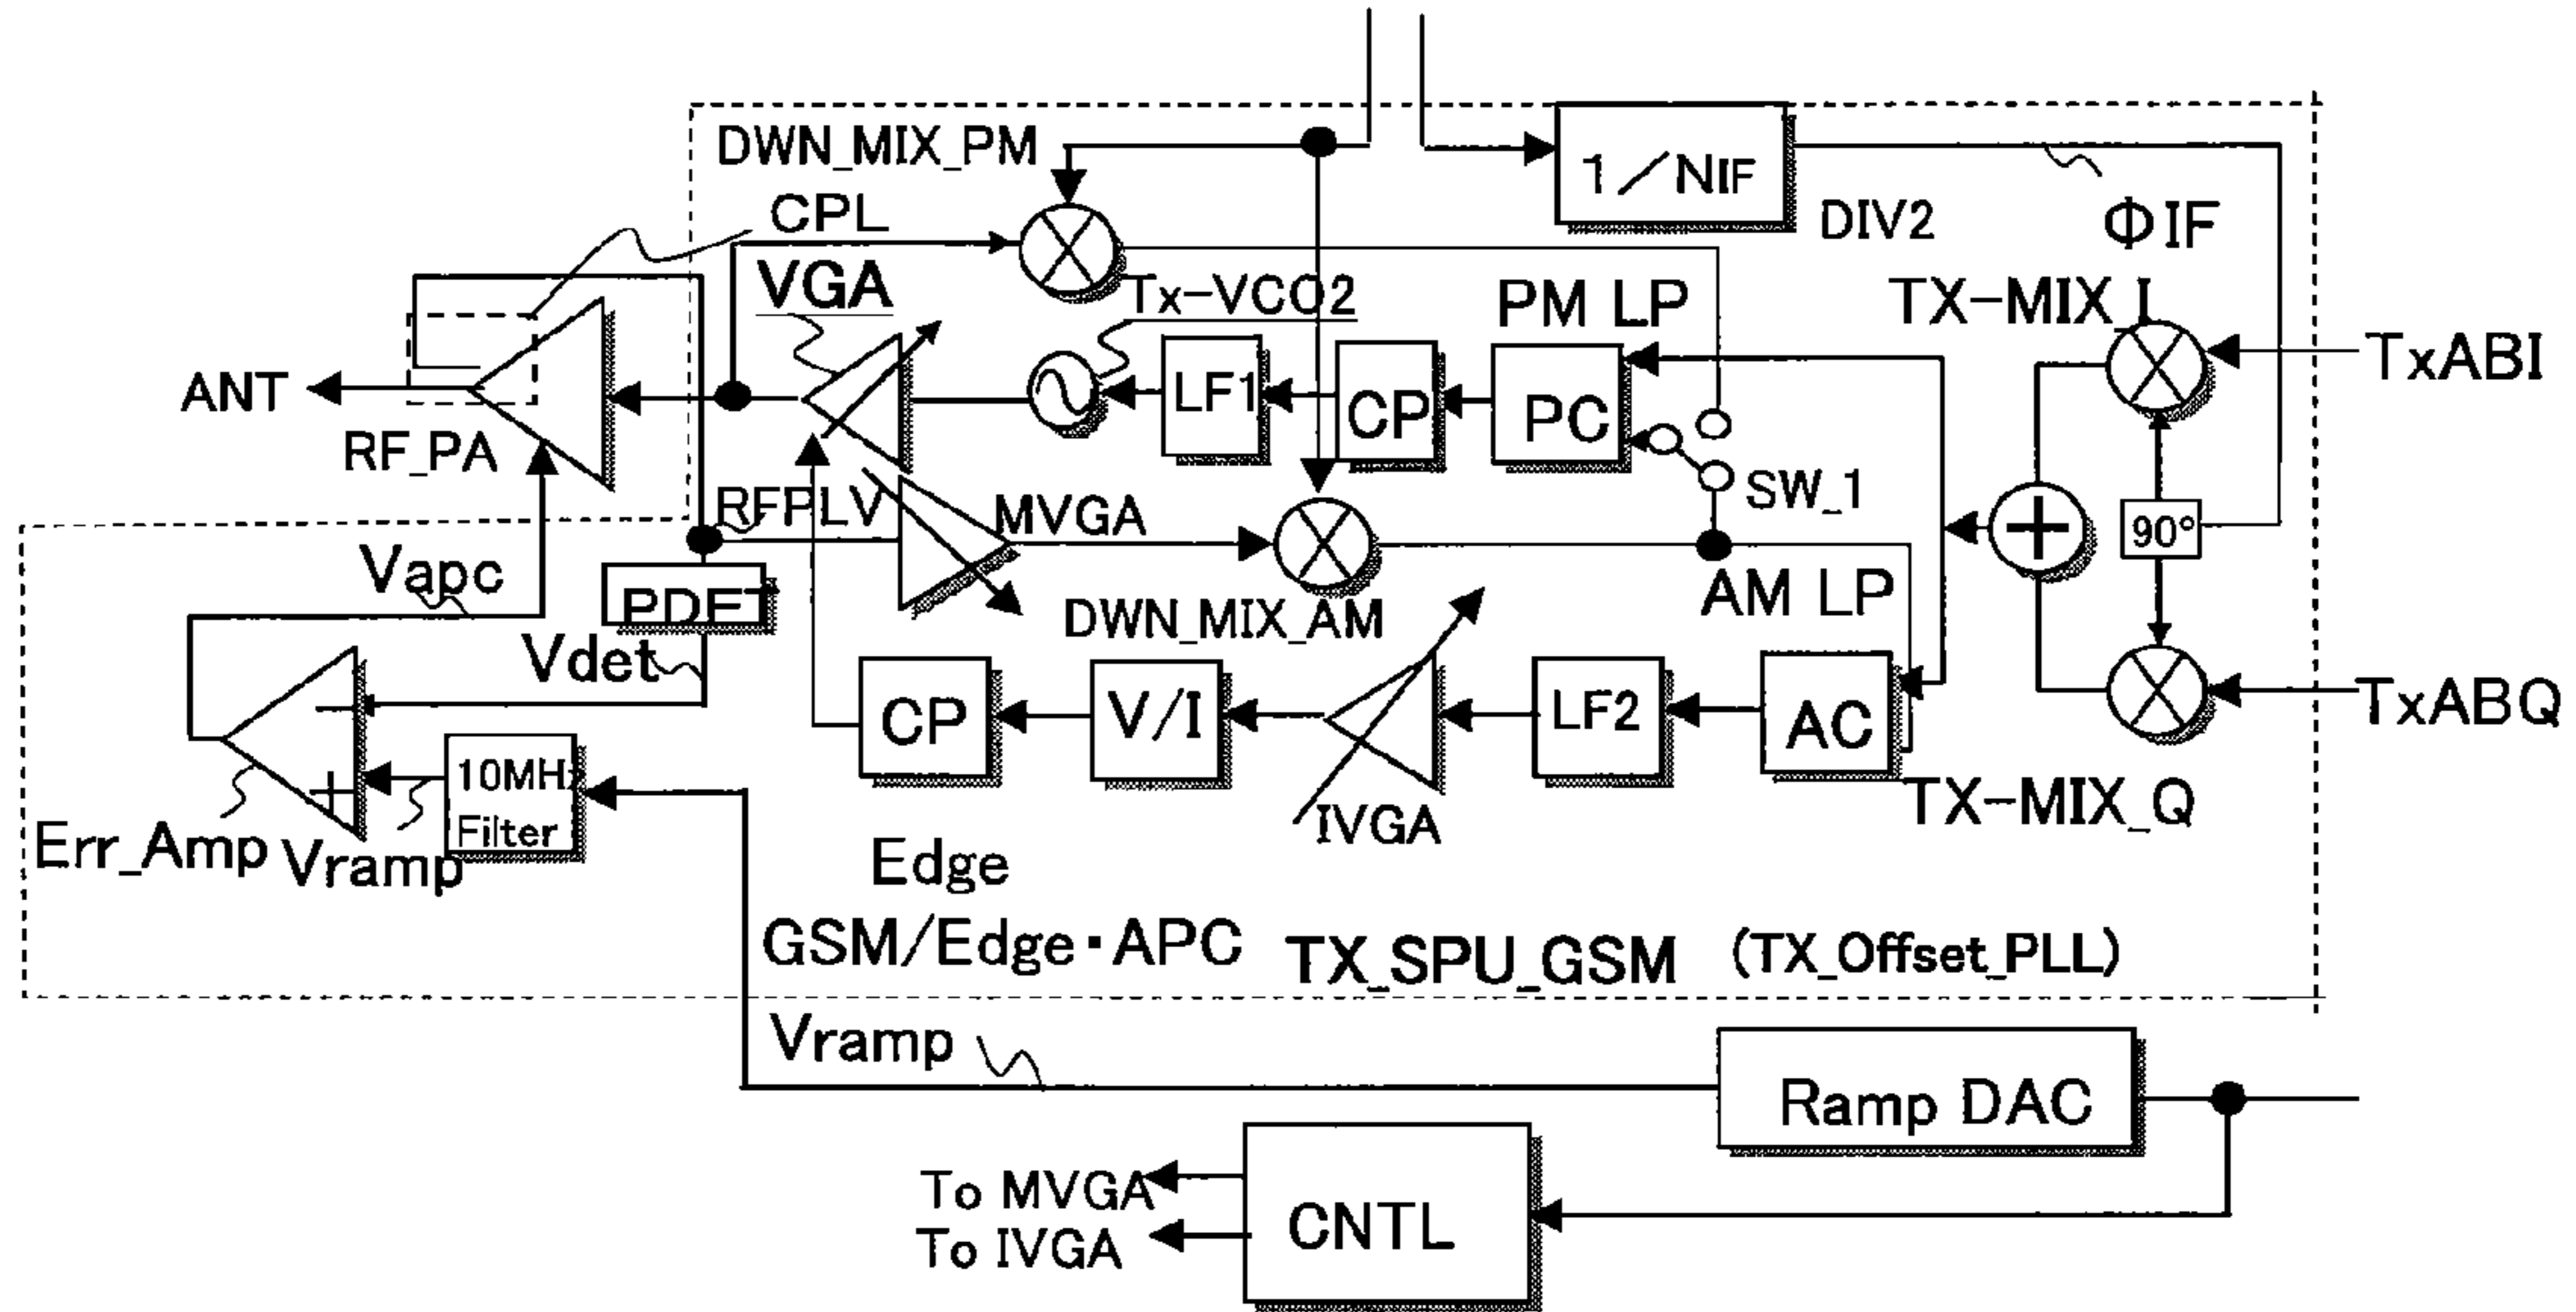 DWN_MIX_PM
1/NIF
CPL
DIV2
ΦIF
VGA
Tx-VCO2
PM LP
TX-MIX_I
TxABI
ANT
LF1
CP
PC
RF_PA
RFPLV
MVGA
SW_1
90°
Vapc
PDET
DWN_MIX_AM
AM LP
Vdet
CP
V/I
LF2
AC
TxABQ
10MHz
Filter
IVGA
TX-MIX_Q
Err_Amp
Vramp
Edge
GSM/Edge・APC
TX_SPU_GSM
(TX_Offset_PLL)
Vramp
Ramp DAC
To MVGA
CNTL
To IVGA